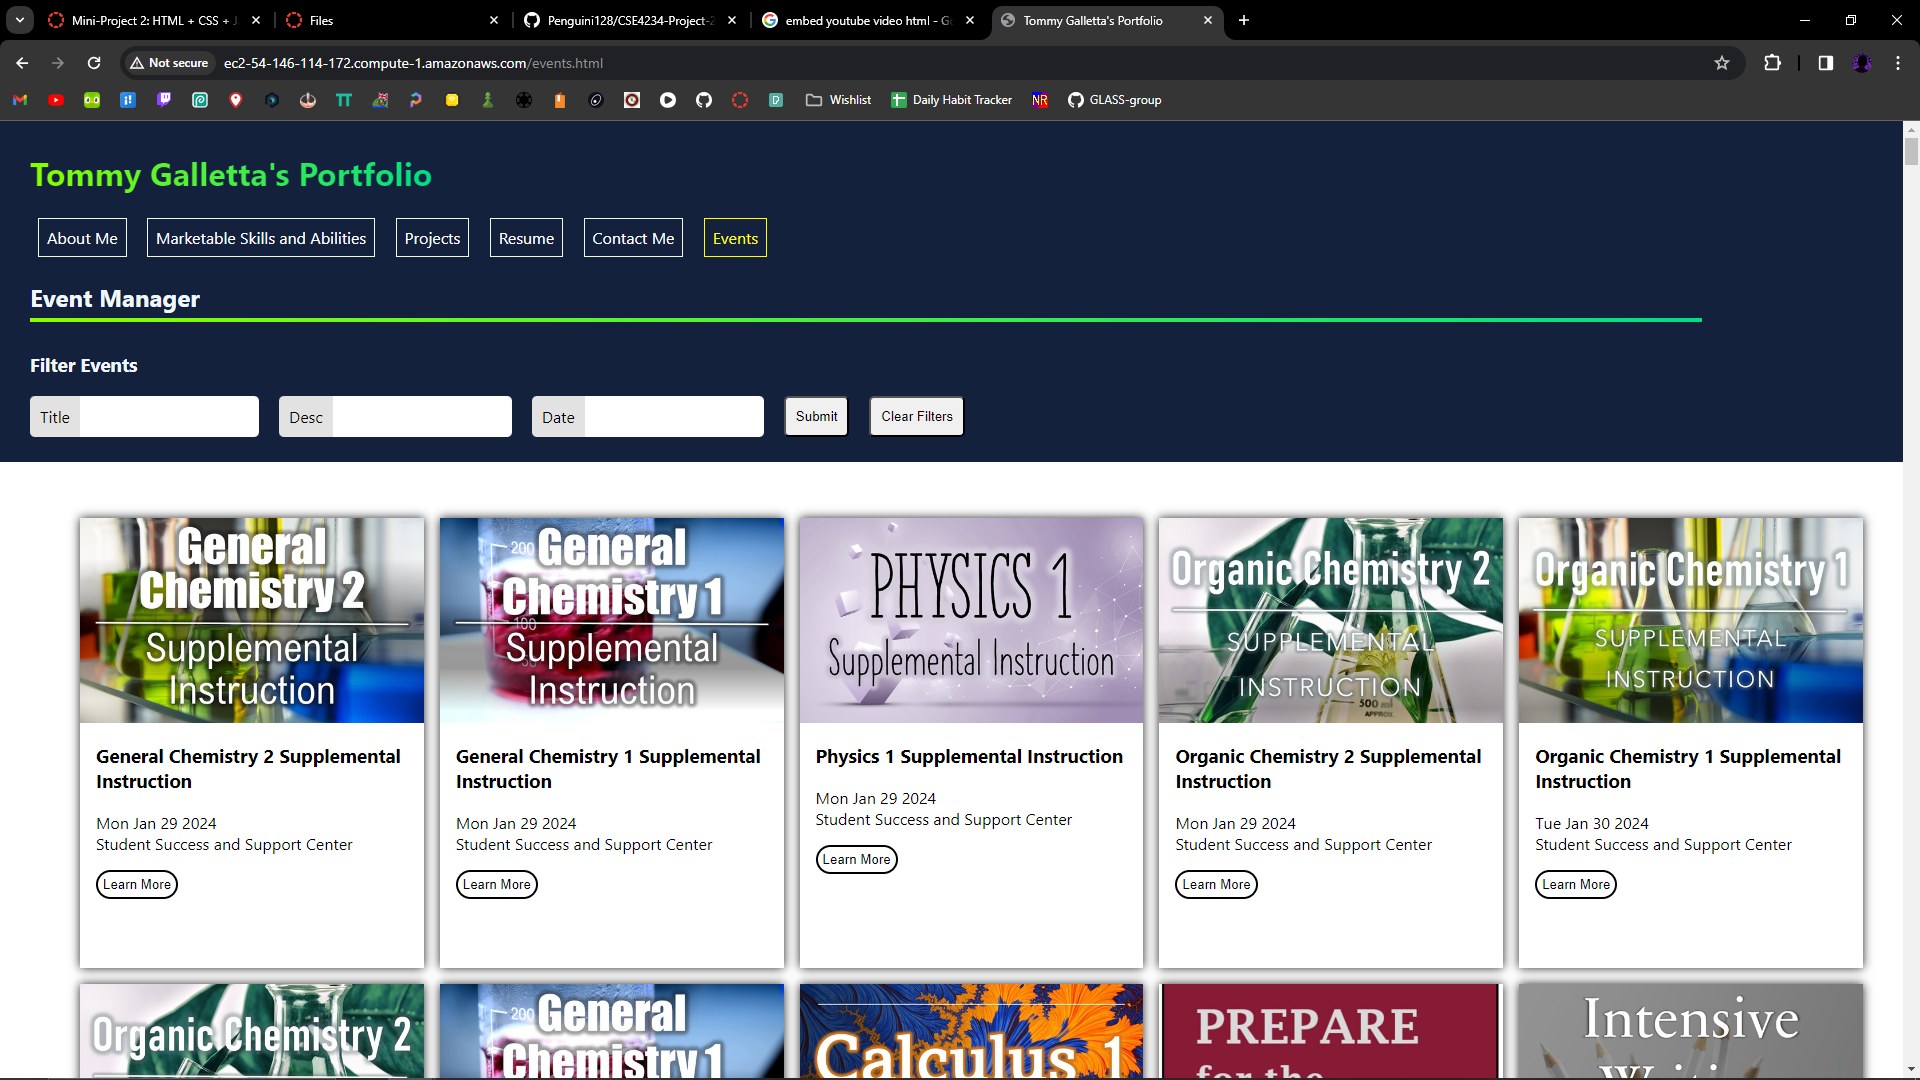 Mini-Project 2: HTML + CSS + J
Files
Penguini128/CSE4234-Project-2
embed youtube video html - Go
Tommy Galletta's Portfolio
Not secure
ec2-54-146-114-172.compute-1.amazonaws.com/events.html
TT
Wishlist
Daily Habit Tracker
NR
GLASS-group
Tommy Galletta's Portfolio
About Me
Marketable Skills and Abilities
Projects
Resume
Contact Me
Events
Event Manager
Filter Events
Title
Desc
Date
Submit
Clear Filters
General
Chemistry 2
Supplemental
Instruction
General Chemistry 2 Supplemental
Instruction
Mon Jan 29 2024
Student Success and Support Center
Learn More
200
General
Chemistry 1
100
Supplemental
50
Instruction
General Chemistry 1 Supplemental
Instruction
Mon Jan 29 2024
Student Success and Support Center
Learn More
PHYSICS 1
Supplemental Instruction
Physics 1 Supplemental Instruction
Mon Jan 29 2024
Student Success and Support Center
Learn More
Organic Chemistry 2
SUPPLEMENTAL
INSTRUCTION
500 ml
APPROX.
Organic Chemistry 2 Supplemental
Instruction
Mon Jan 29 2024
Student Success and Support Center
Learn More
Organic Chemistry 1
SUPPLEMENTAL
INSTRUCTION
Organic Chemistry 1 Supplemental
Instruction
Tue Jan 30 2024
Student Success and Support Center
Learn More
Organic Chemistry 2
200
General
Chemistry 1
Calculus 1
PREPARE
for the
Intensive
Writing